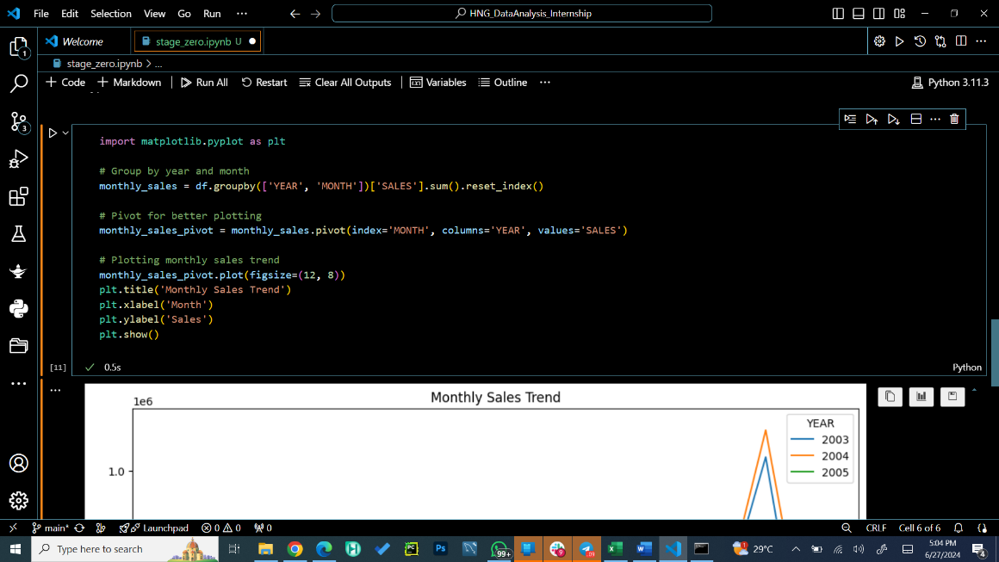 File Edit Selection View Go Run ···
HNG_DataAnalysis_Internship
1
3
Welcome
stage_zero.ipynb U
stage_zero.ipynb > ...
+ Code + Markdown Run All Restart Clear All Outputs Variables Outline ···
Python 3.11.3
import matplotlib.pyplot as plt
# Group by year and month
monthly_sales = df.groupby(['YEAR', 'MONTH'])['SALES'].sum().reset_index()
# Pivot for better plotting
monthly_sales_pivot = monthly_sales.pivot(index='MONTH', columns='YEAR', values='SALES')
# Plotting monthly sales trend
monthly_sales_pivot.plot(figsize=(12, 8))
plt.title('Monthly Sales Trend')
plt.xlabel('Month')
plt.ylabel('Sales')
plt.show()
[11]
0.5s
Python
Monthly Sales Trend
1e6
1.0
YEAR
2003
2004
2005
main* Launchpad 0 0 0
CRLF Cell 6 of 6
Type here to search
PC
Ps
99+
9
29°C
5:04 PM
6/27/2024
4